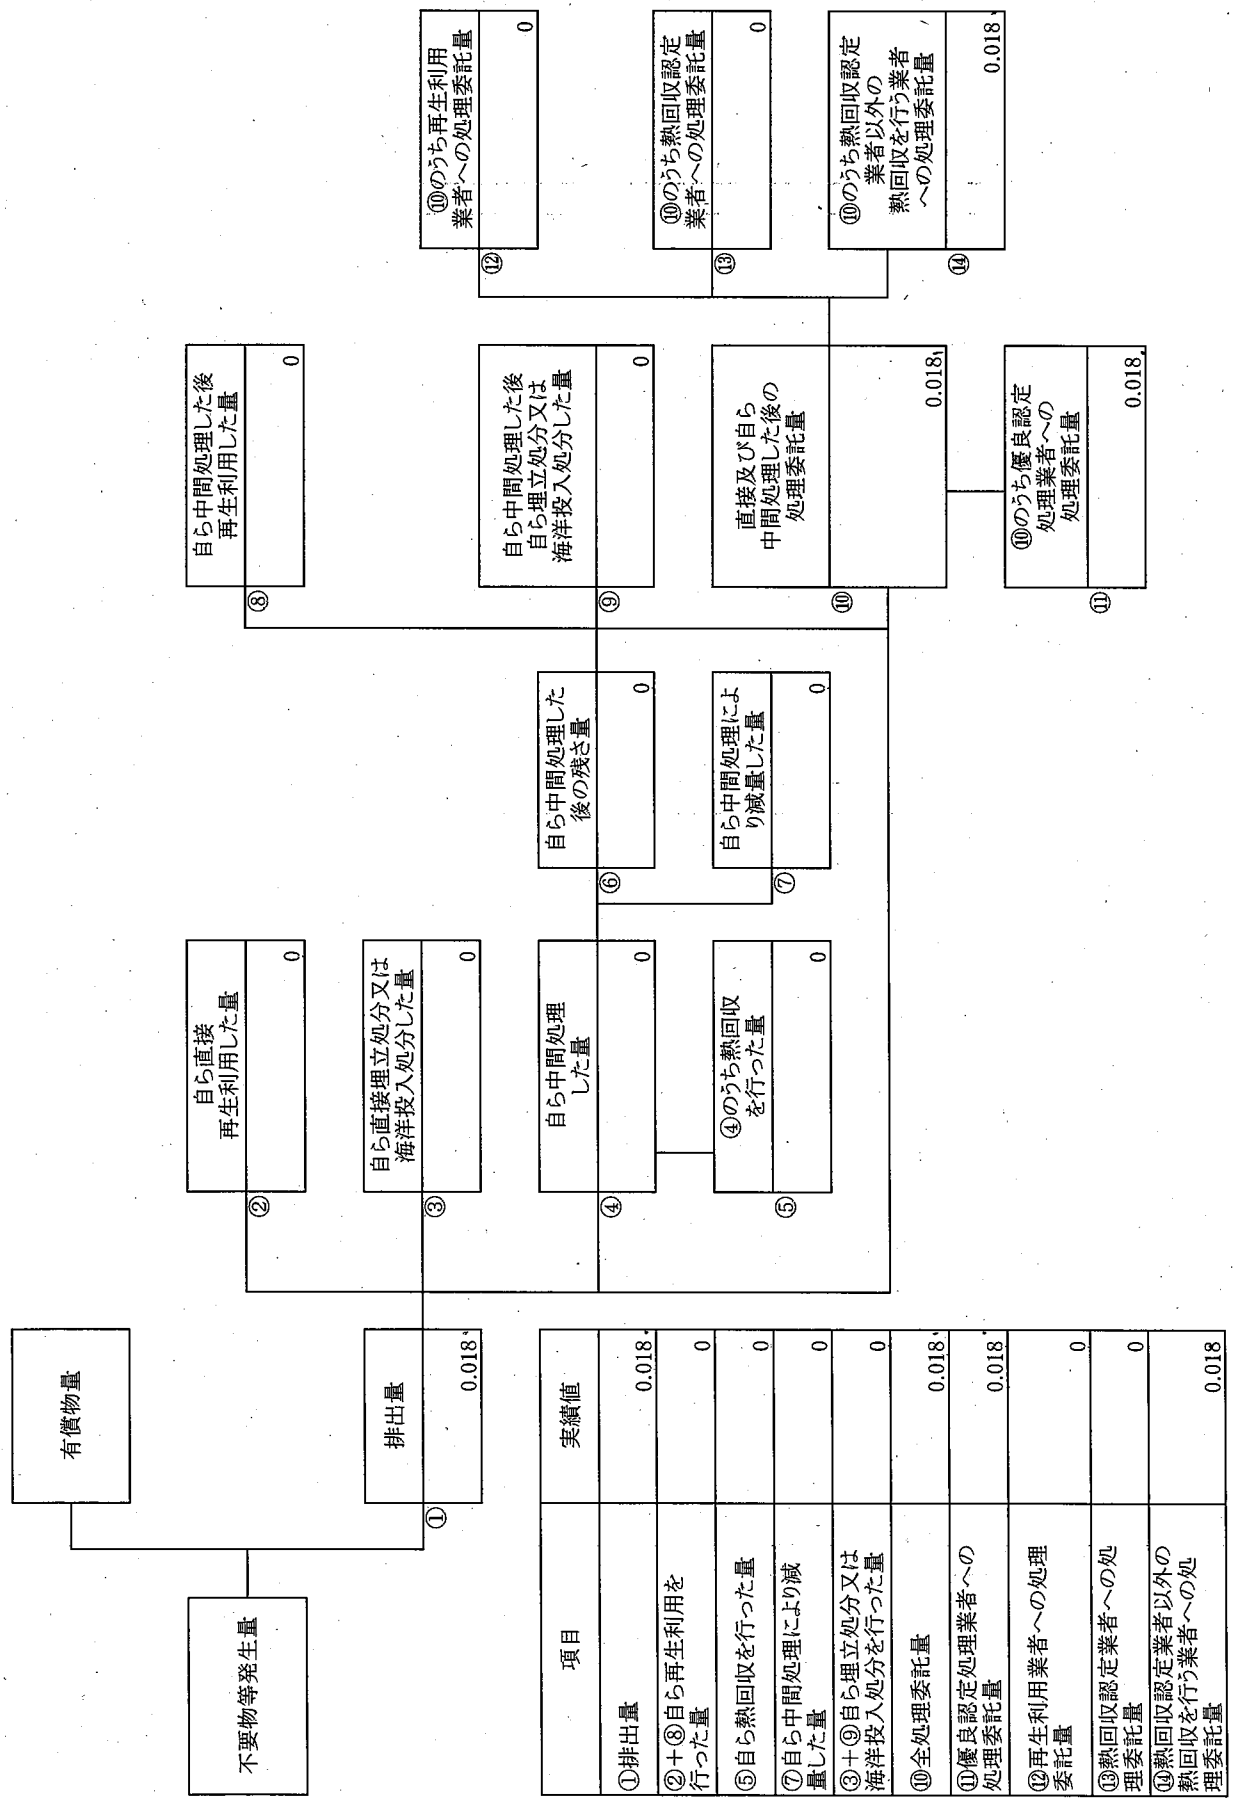 不要物等発生量
有償物量
排出量
①
0.018
自ら直接
再生利用した量
②
0
自ら直接埋立処分又は
海洋投入処分した量
③
0
自ら中間処理
した量
④
0
④のうち熱回収
を行った量
⑤
0
自ら中間処理した
後の残さ量
⑥
0
自ら中間処理によ
り減量した量
⑦
0
自ら中間処理した後
再生利用した量
⑧
0
自ら中間処理した後
自ら埋立処分又は
海洋投入処分した量
⑨
0
直接及び自ら
中間処理した後の
処理委託量
⑩
0.018
⑩のうち優良認定
処理業者への
処理委託量
⑪
0.018
⑩のうち再生利用
業者への処理委託量
⑫
0
⑩のうち熱回収認定
業者への処理委託量
⑬
0
⑩のうち熱回収認定
業者以外の
熱回収を行う業者
への処理委託量
⑭
0.018
項目 実績値
①排出量 0.018
②+⑧自ら再生利用を
行った量 0
⑤自ら熱回収を行った量 0
⑦自ら中間処理により減
量した量 0
③+⑨自ら埋立処分又は
海洋投入処分を行った量 0
⑩全処理委託量 0.018
⑪優良認定処理業者への
処理委託量 0.018
⑫再生利用業者への処理
委託量 0
⑬熱回収認定業者への処
理委託量 0
⑭熱回収認定業者以外の
熱回収を行う業者への処
理委託量 0.018